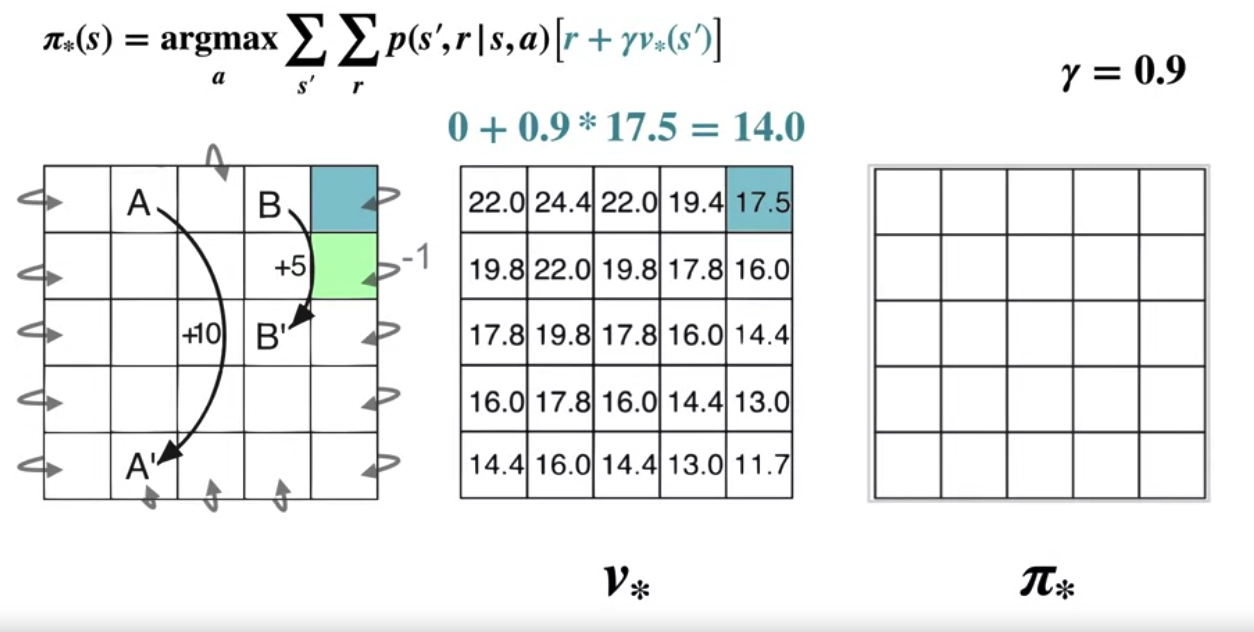 π*(s) = argmax Σ Σ p(s′, r | s, a) [r + γv*(s′)]
a s′ r
γ = 0.9
0 + 0.9 * 17.5 = 14.0
A B
+5 -1
+10 B'
A'
22.0 24.4 22.0 19.4 17.5
19.8 22.0 19.8 17.8 16.0
17.8 19.8 17.8 16.0 14.4
16.0 17.8 16.0 14.4 13.0
14.4 16.0 14.4 13.0 11.7
v*
π*